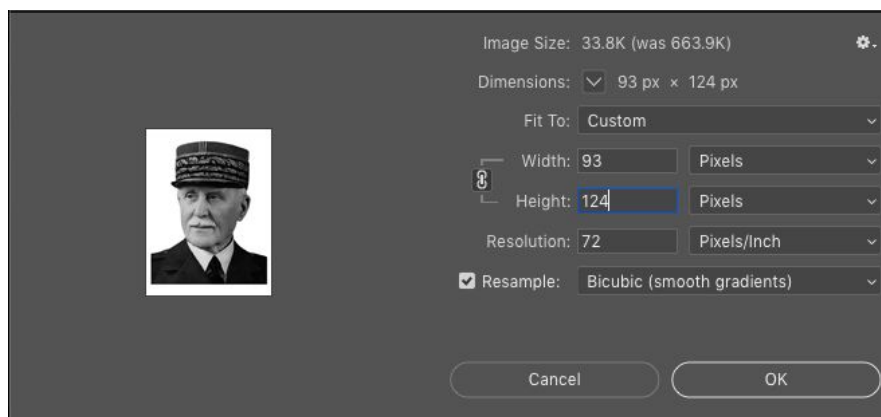 Image Size: 33.8K (was 663.9K)
Dimensions: 93 px × 124 px
Fit To: Custom
Width: 93 Pixels
Height: 124 Pixels
Resolution: 72 Pixels/Inch
Resample: Bicubic (smooth gradients)
Cancel OK